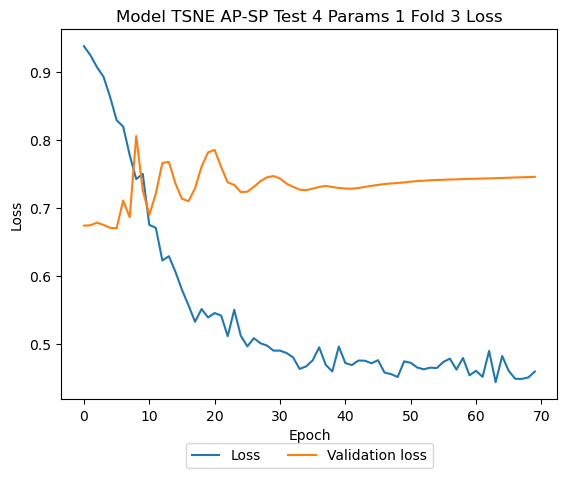 Model TSNE AP-SP Test 4 Params 1 Fold 3 Loss
Loss
0.9
0.8
0.7
0.6
0.5
0 10 20 30 40 50 60 70
Epoch
Loss Validation loss